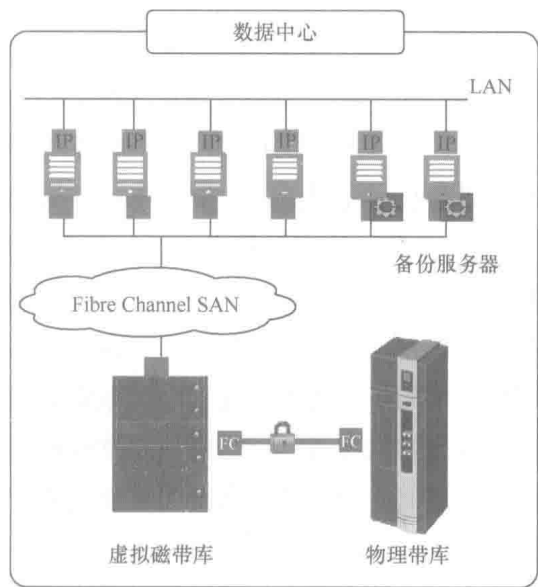 数据中心
LAN
IP IP IP IP IP IP
备份服务器
Fibre Channel SAN
FC FC
虚拟磁带库 物理带库